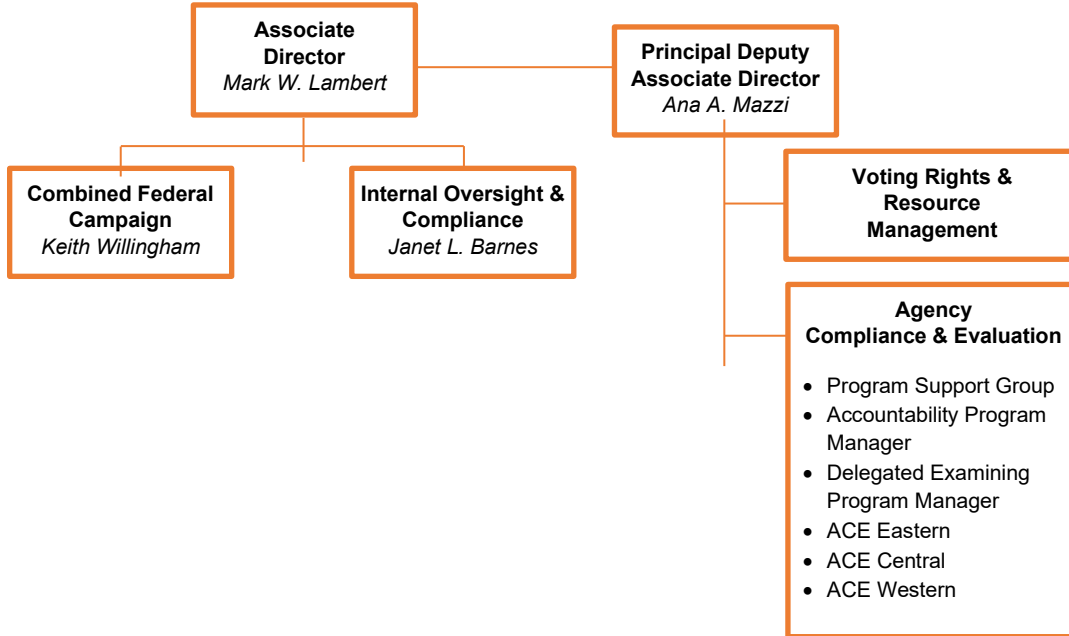 Associate
Director
Mark W. Lambert
Principal Deputy
Associate Director
Ana A. Mazzi
Combined Federal
Campaign
Keith Willingham
Internal Oversight &
Compliance
Janet L. Barnes
Voting Rights &
Resource
Management
Agency
Compliance & Evaluation
• Program Support Group
• Accountability Program
Manager
• Delegated Examining
Program Manager
• ACE Eastern
• ACE Central
• ACE Western